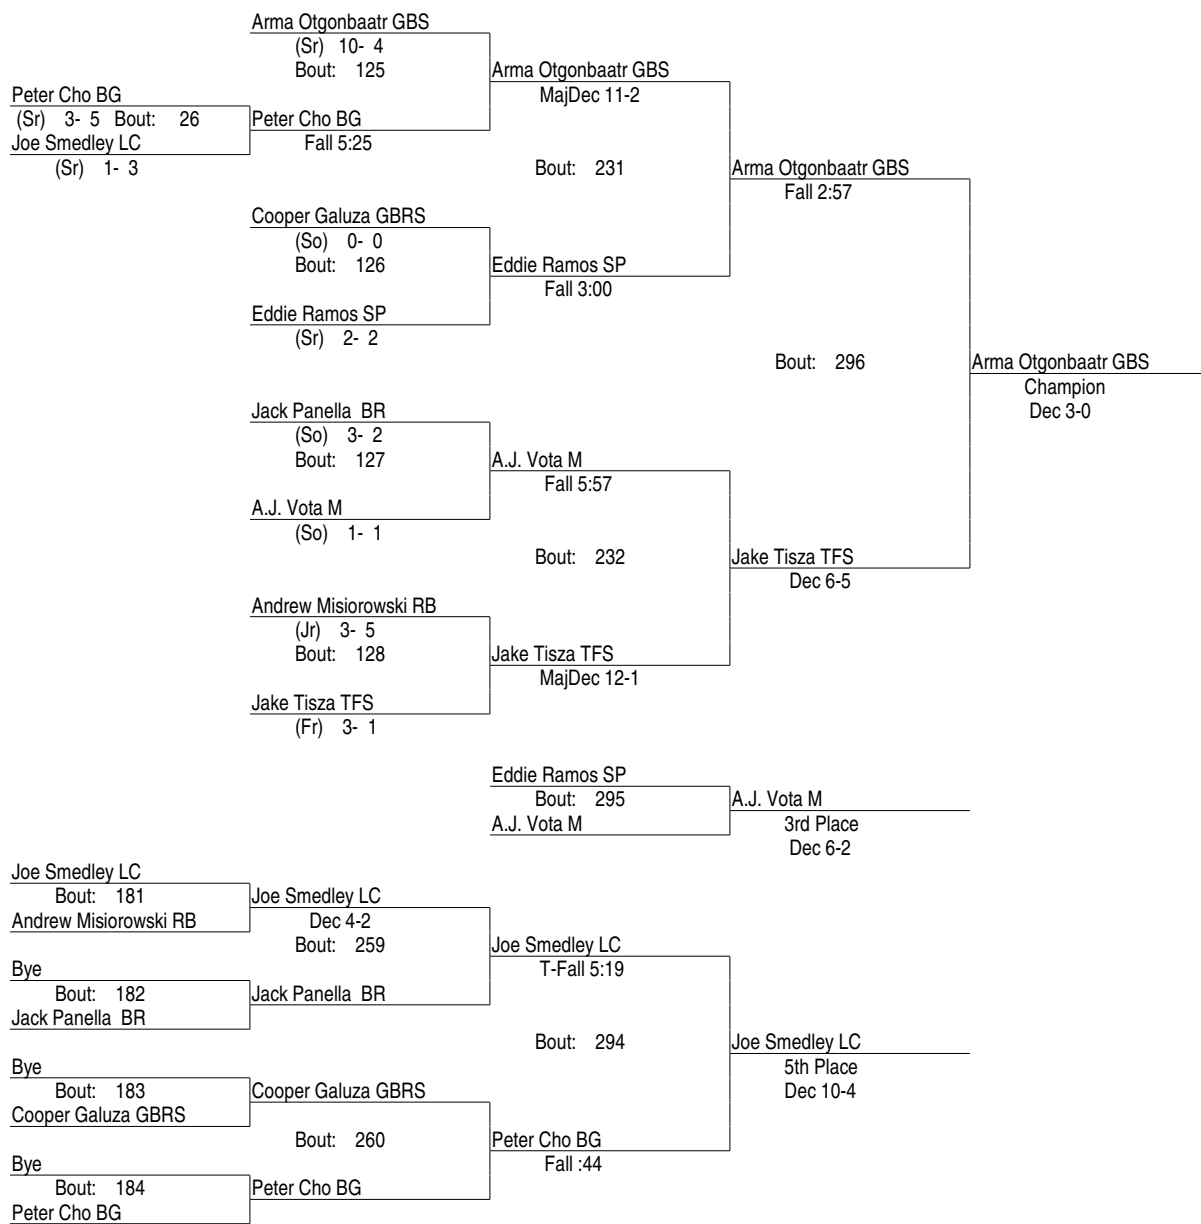 Arma Otgonbaatr GBS
(Sr) 10- 4
Bout: 125
Arma Otgonbaatr GBS
MajDec 11-2
Peter Cho BG
(Sr) 3- 5 Bout: 26
Peter Cho BG
Fall 5:25
Joe Smedley LC
(Sr) 1- 3
Bout: 231
Arma Otgonbaatr GBS
Fall 2:57
Cooper Galuza GBRS
(So) 0- 0
Bout: 126
Eddie Ramos SP
Fall 3:00
Eddie Ramos SP
(Sr) 2- 2
Bout: 296
Arma Otgonbaatr GBS
Champion
Dec 3-0
Jack Panella BR
(So) 3- 2
Bout: 127
A.J. Vota M
Fall 5:57
A.J. Vota M
(So) 1- 1
Bout: 232
Jake Tisza TFS
Dec 6-5
Andrew Misiorowski RB
(Jr) 3- 5
Bout: 128
Jake Tisza TFS
MajDec 12-1
Jake Tisza TFS
(Fr) 3- 1
Eddie Ramos SP
Bout: 295
A.J. Vota M
A.J. Vota M
3rd Place
Dec 6-2
Joe Smedley LC
Bout: 181
Andrew Misiorowski RB
Joe Smedley LC
Dec 4-2
Bout: 259
Joe Smedley LC
T-Fall 5:19
Bye
Bout: 182
Jack Panella BR
Jack Panella BR
Bout: 294
Joe Smedley LC
5th Place
Dec 10-4
Bye
Bout: 183
Cooper Galuza GBRS
Cooper Galuza GBRS
Bout: 260
Peter Cho BG
Fall :44
Bye
Bout: 184
Peter Cho BG
Peter Cho BG